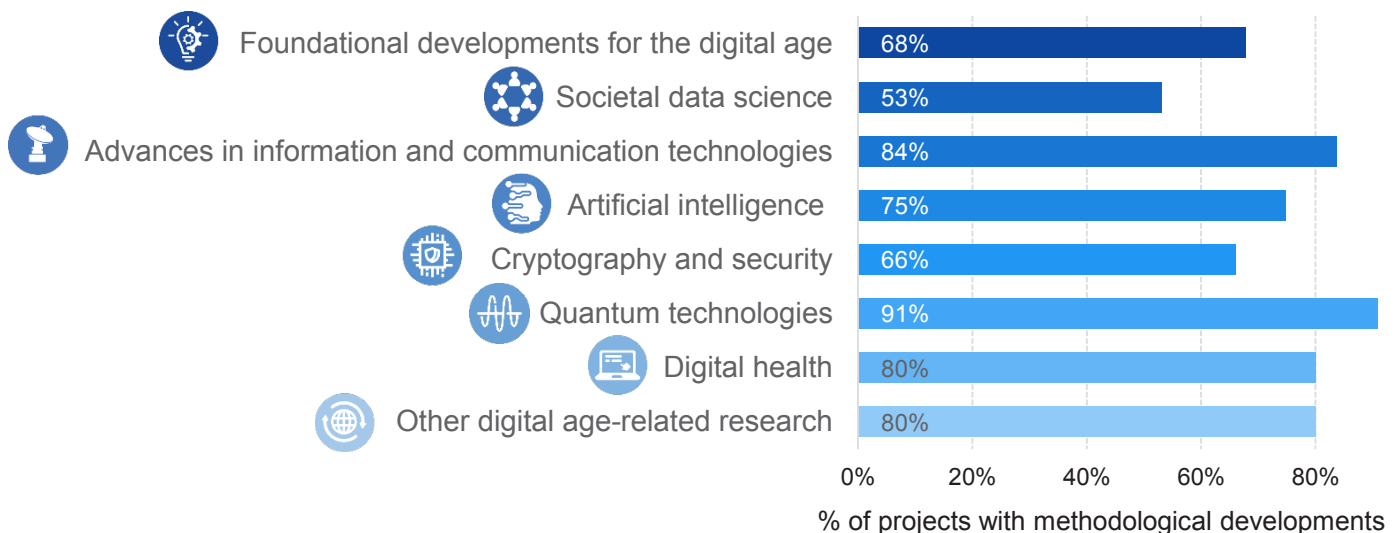 Foundational developments for the digital age 68%
Societal data science 53%
Advances in information and communication technologies 84%
Artificial intelligence 75%
Cryptography and security 66%
Quantum technologies 91%
Digital health 80%
Other digital age-related research 80%
0% 20% 40% 60% 80%
% of projects with methodological developments